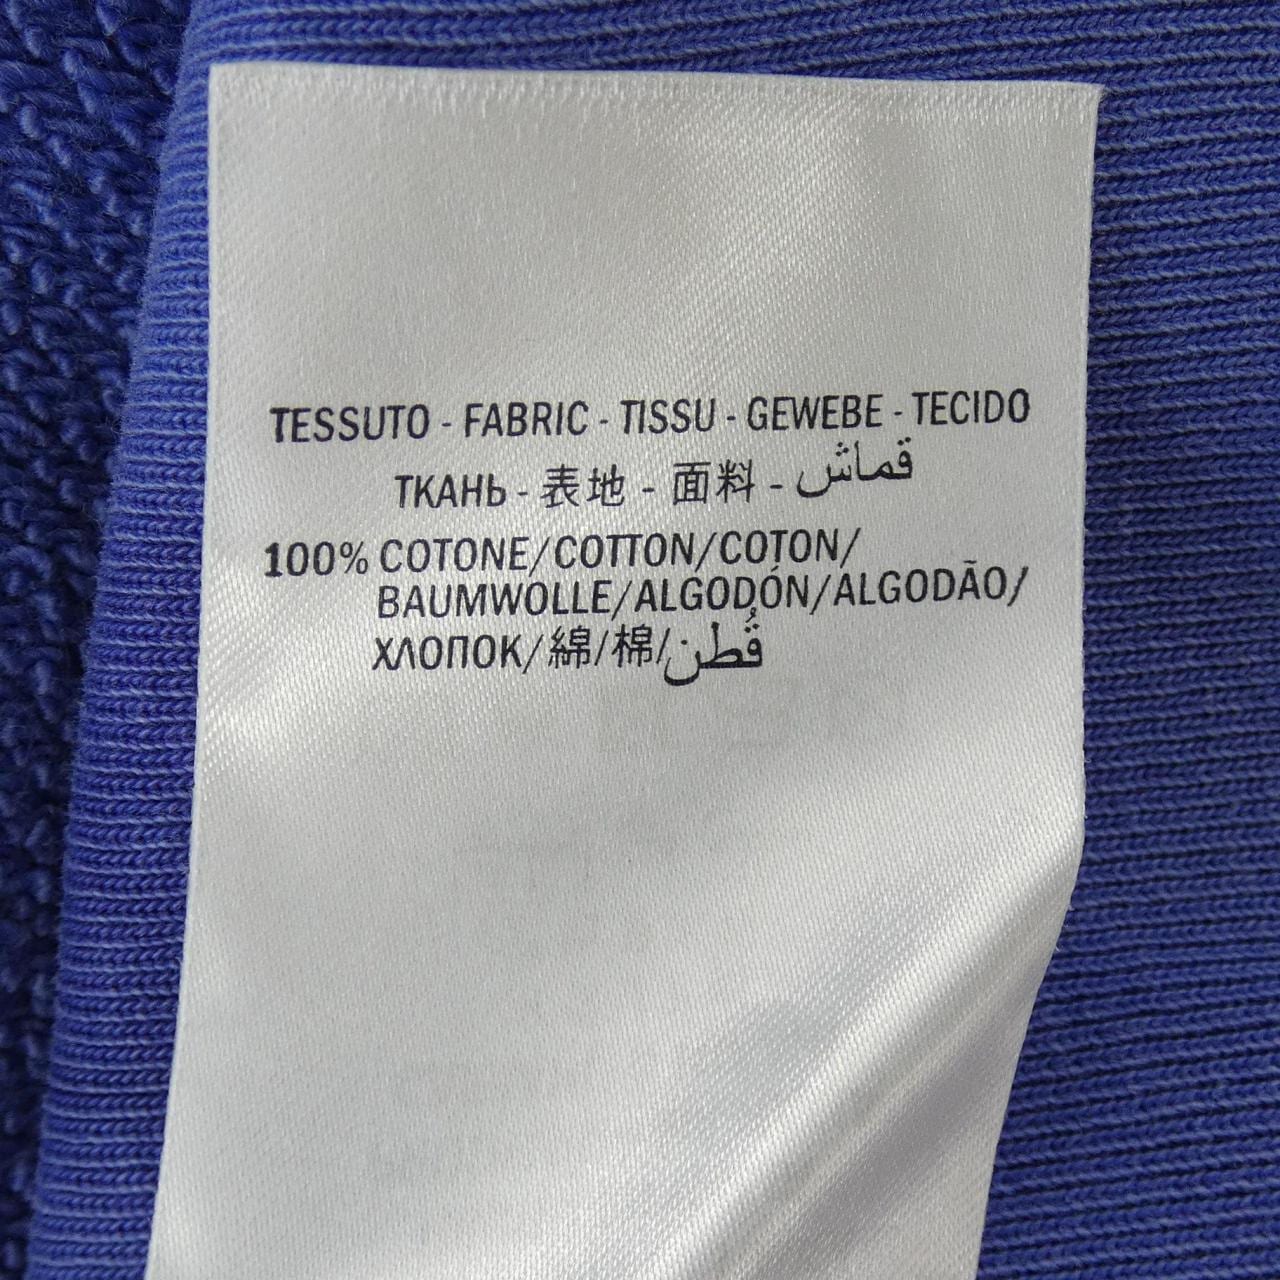 TESSUTO - FABRIC - TISSU - GEWEBE - TECIDO
ТКАНЬ - 表地 - 面料 - قماش
100% COTONE/COTTON/COTON/
BAUMWOLLE/ALGODÓN/ALGODÃO/
ХЛОПОК/綿/棉/قُطن